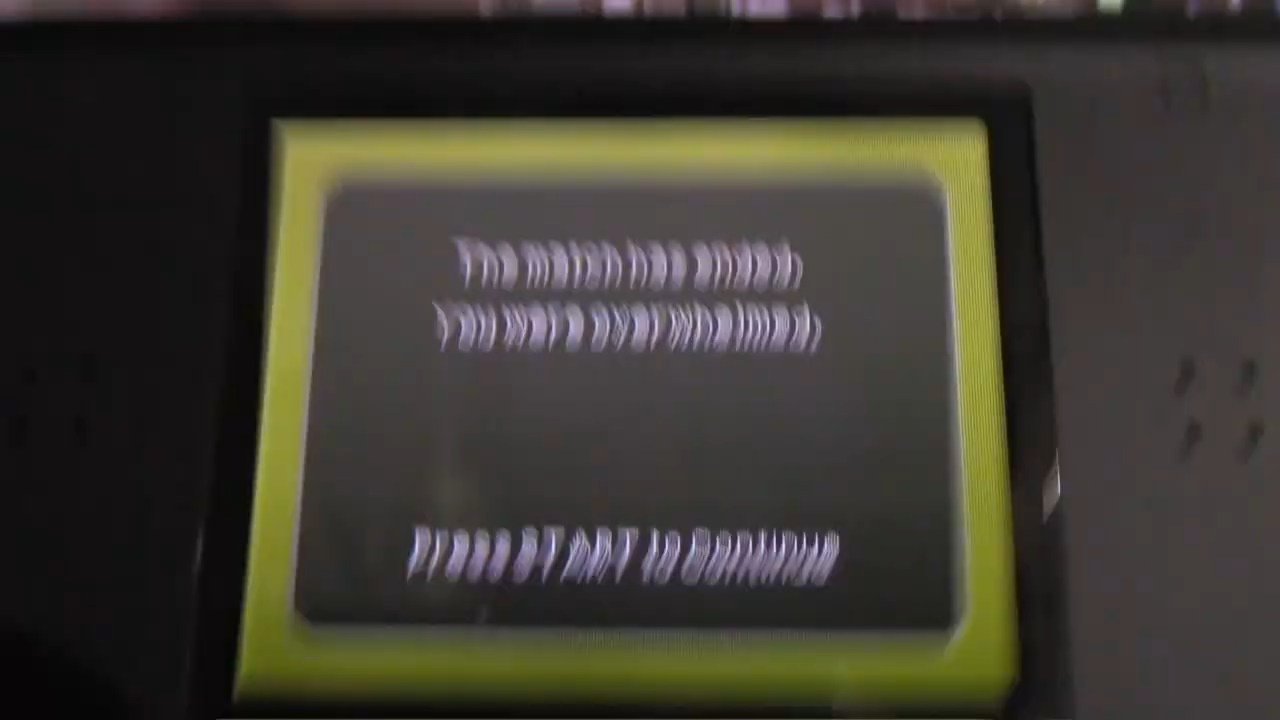 The match has ended.
You were overwhelmed.
Press START to Continue